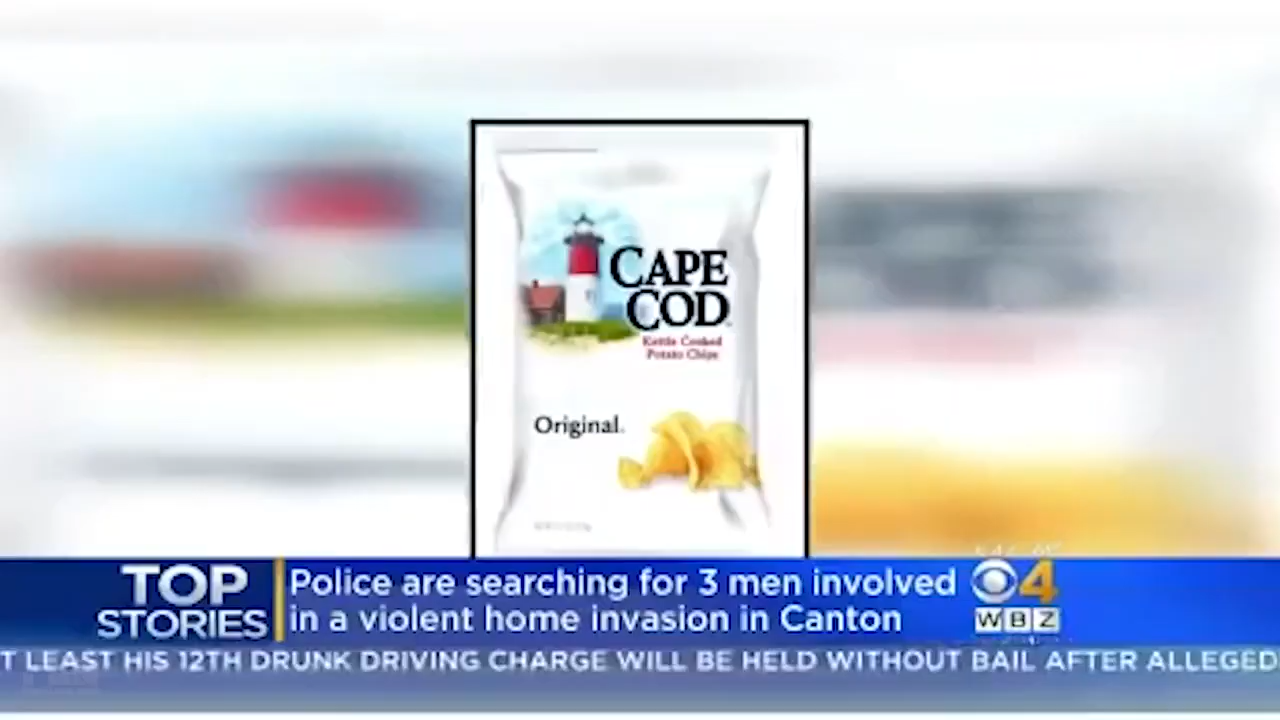 CAPE
COD
Kettle Cooked
Potato Chips
Original
TOP
STORIES
Police are searching for 3 men involved
in a violent home invasion in Canton
4
WBZ
T LEAST HIS 12TH DRUNK DRIVING CHARGE WILL BE HELD WITHOUT BAIL AFTER ALLEGED